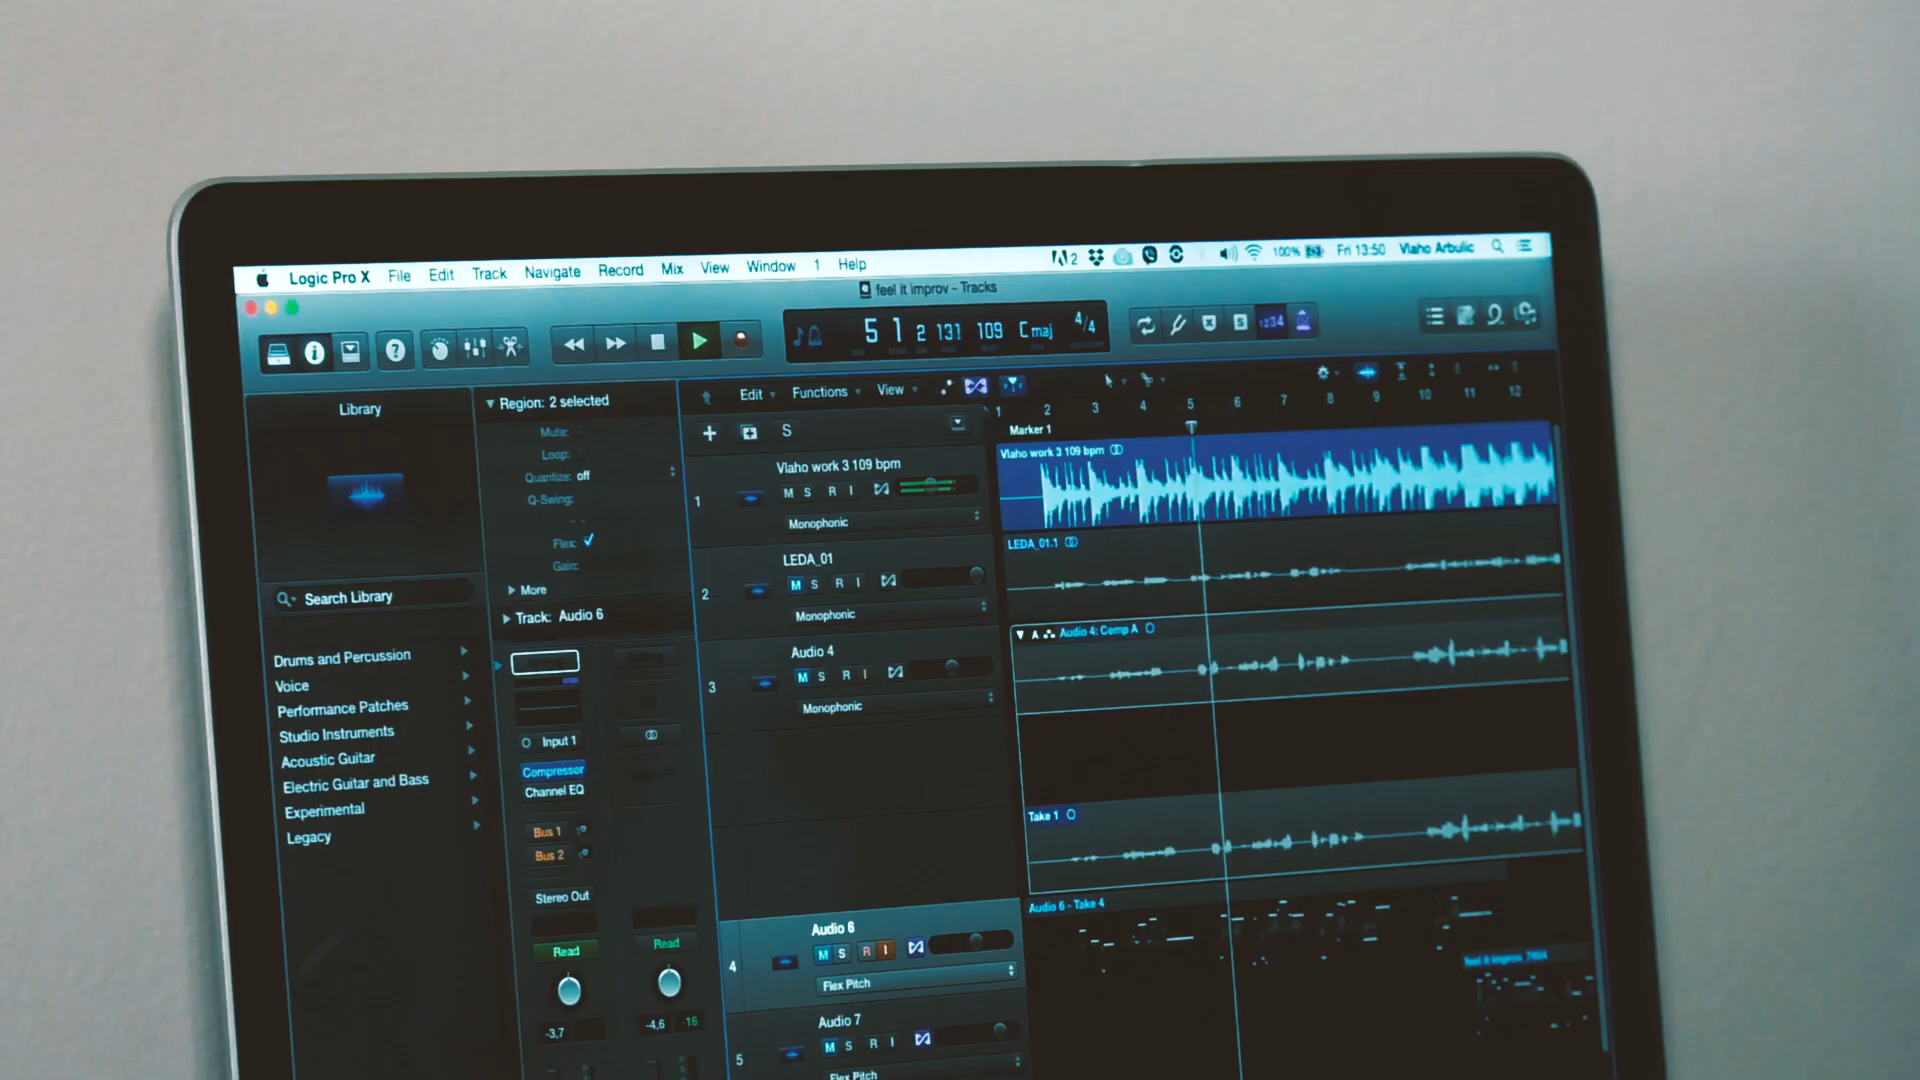 Logic Pro X File Edit Track Navigate Record Mix View Window 1 Help
2 100% Fri 13:50 Vlaho Arbulic
feel it improv - Tracks
5 1 2 131 109 C maj 4/4
S 1234
Library
Search Library
Drums and Percussion
Voice
Performance Patches
Studio Instruments
Acoustic Guitar
Electric Guitar and Bass
Experimental
Legacy
Region: 2 selected
Mute:
Loop:
Quantize: off
Q-Swing:
Flex:
Gain:
More
Track: Audio 6
Input 1
Compressor
Channel EQ
Bus 1
Bus 2
Stereo Out
Read Read
-3,7 -4,6 -16
Edit Functions View
S
1 2 3 4 5 6 7 8 9 10 11 12
Marker 1
1
Vlaho work 3 109 bpm
M S R I
Monophonic
2
LEDA_01
M S R I
Monophonic
3
Audio 4
M S R I
Monophonic
4
Audio 6
M S R I
Flex Pitch
5
Audio 7
M S R I
Flex Pitch
Vlaho work 3 109 bpm
LEDA_01.1
A Audio 4: Comp A
Take 1
Audio 6 - Take 4
feel it improv